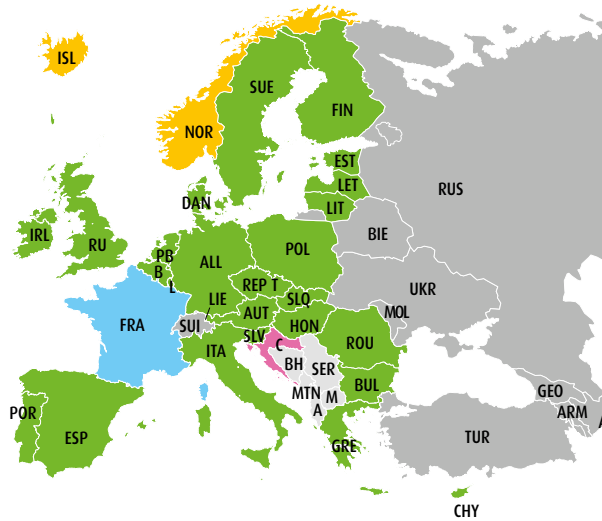 ISL
SUE
FIN
NOR
EST
LET
RUS
DAN
LIT
IRL
RU
BIE
PB
ALL
POL
B
L
REP T
UKR
LIE
SLQ
MOL
AUT
FRA
SUI
HON
SLV
C
ROU
ITA
BH
SER
BUL
MTN
M
GEO
POR
A
ARM
A
ESP
TUR
GRE
CHY